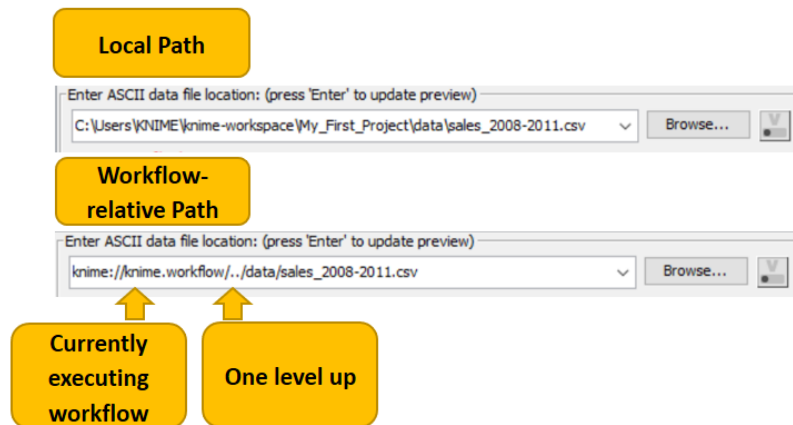 Local Path
Enter ASCII data file location: (press 'Enter' to update preview)
C:\Users\KNIME\knime-workspace\My_First_Project\data\sales_2008-2011.csv
Browse...
V
Workflow-
relative Path
Enter ASCII data file location: (press 'Enter' to update preview)
knime://knime.workflow/../data/sales_2008-2011.csv
Browse...
V
Currently
executing
workflow
One level up